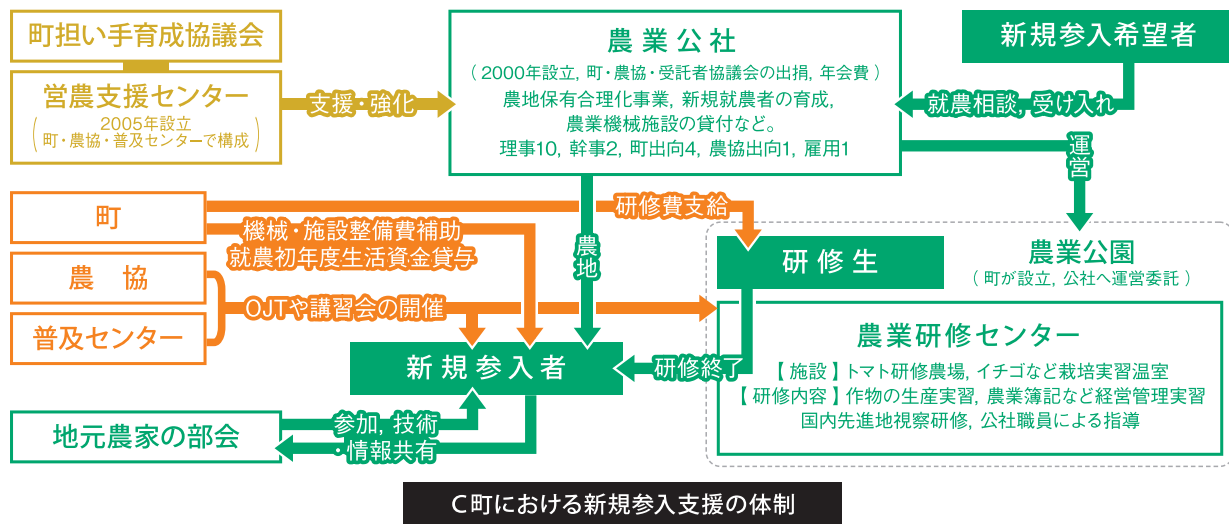 町担い手育成協議会
営農支援センター
(2005年設立
町・農協・普及センターで構成)
支援・強化
農業公社
(2000年設立, 町・農協・受託者協議会の出捐, 年会費)
農地保有合理化事業, 新規就農者の育成,
農業機械施設の貸付など。
理事10, 幹事2, 町出向4, 農協出向1, 雇用1
新規参入希望者
就農相談, 受け入れ
運営
町
研修費支給
機械・施設整備費補助
就農初年度生活資金貸与
農地
農協
普及センター
OJTや講習会の開催
研修生
農業公園
(町が設立, 公社へ運営委託)
農業研修センター
【施設】トマト研修農場, イチゴなど栽培実習温室
【研修内容】作物の生産実習, 農業簿記など経営管理実習
国内先進地視察研修, 公社職員による指導
新規参入者
研修終了
地元農家の部会
参加, 技術
・情報共有
C町における新規参入支援の体制